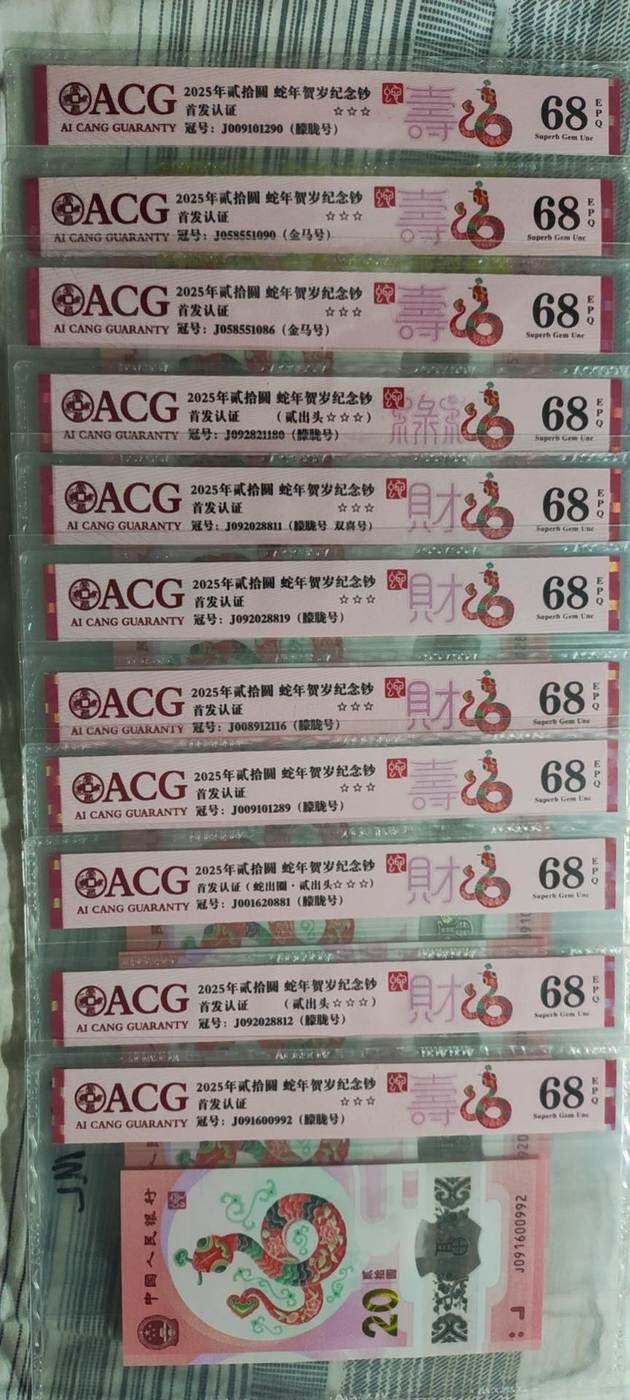 ACG
AI CANG GUARANTY
2025年贰拾圆 蛇年贺岁纪念钞
首发认证 ☆☆☆
冠号：J009101290（朦胧号）
壽
68 EPQ
Superb Gem Unc
ACG
AI CANG GUARANTY
2025年贰拾圆 蛇年贺岁纪念钞
首发认证 ☆☆☆
冠号：J058551090（金马号）
壽
68 EPQ
Superb Gem Unc
ACG
AI CANG GUARANTY
2025年贰拾圆 蛇年贺岁纪念钞
首发认证 ☆☆☆
冠号：J058551086（金马号）
壽
68 EPQ
Superb Gem Unc
ACG
AI CANG GUARANTY
2025年贰拾圆 蛇年贺岁纪念钞
首发认证 （贰出头☆☆☆）
冠号：J092821180（朦胧号）
祿
68 EPQ
Superb Gem Unc
ACG
AI CANG GUARANTY
2025年贰拾圆 蛇年贺岁纪念钞
首发认证 ☆☆☆
冠号：J092028811（朦胧号 双喜号）
財
68 EPQ
Superb Gem Unc
ACG
AI CANG GUARANTY
2025年贰拾圆 蛇年贺岁纪念钞
首发认证 ☆☆☆
冠号：J092028819（朦胧号）
財
68 EPQ
Superb Gem Unc
ACG
AI CANG GUARANTY
2025年贰拾圆 蛇年贺岁纪念钞
首发认证 ☆☆☆
冠号：J008912116（朦胧号）
財
68 EPQ
Superb Gem Unc
ACG
AI CANG GUARANTY
2025年贰拾圆 蛇年贺岁纪念钞
首发认证 ☆☆☆
冠号：J009101289（朦胧号）
壽
68 EPQ
Superb Gem Unc
ACG
AI CANG GUARANTY
2025年贰拾圆 蛇年贺岁纪念钞
首发认证（蛇出圈·贰出头☆☆☆）
冠号：J001620881（朦胧号）
財
68 EPQ
Superb Gem Unc
ACG
AI CANG GUARANTY
2025年贰拾圆 蛇年贺岁纪念钞
首发认证 （贰出头☆☆☆）
冠号：J092028812（朦胧号）
財
68 EPQ
Superb Gem Unc
ACG
AI CANG GUARANTY
2025年贰拾圆 蛇年贺岁纪念钞
首发认证 ☆☆☆
冠号：J091600992（朦胧号）
壽
68 EPQ
Superb Gem Unc
中国人民银行
20
贰拾圆
J091600992